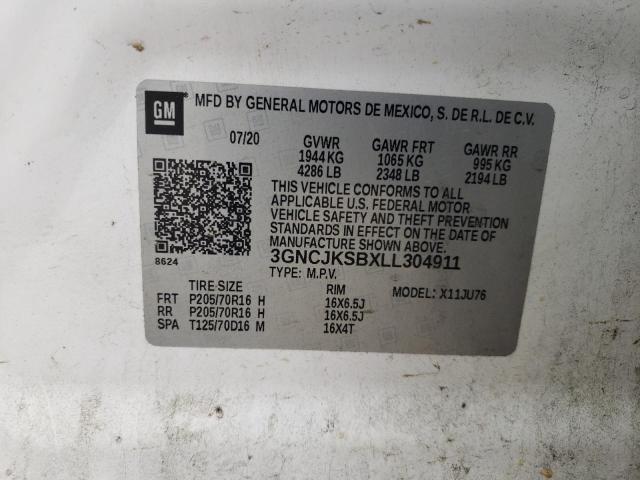 GM MFD BY GENERAL MOTORS DE MEXICO, S. DE R.L. DE C.V.
07/20 GVWR GAWR FRT GAWR RR
1944 KG 1065 KG 995 KG
4286 LB 2348 LB 2194 LB
THIS VEHICLE CONFORMS TO ALL
APPLICABLE U.S. FEDERAL MOTOR
VEHICLE SAFETY AND THEFT PREVENTION
STANDARDS IN EFFECT ON THE DATE OF
MANUFACTURE SHOWN ABOVE.
8624 3GNCJKSBXLL304911
TYPE: M.P.V.
TIRE SIZE RIM MODEL: X11JU76
FRT P205/70R16 H 16X6.5J
RR P205/70R16 H 16X6.5J
SPA T125/70D16 M 16X4T